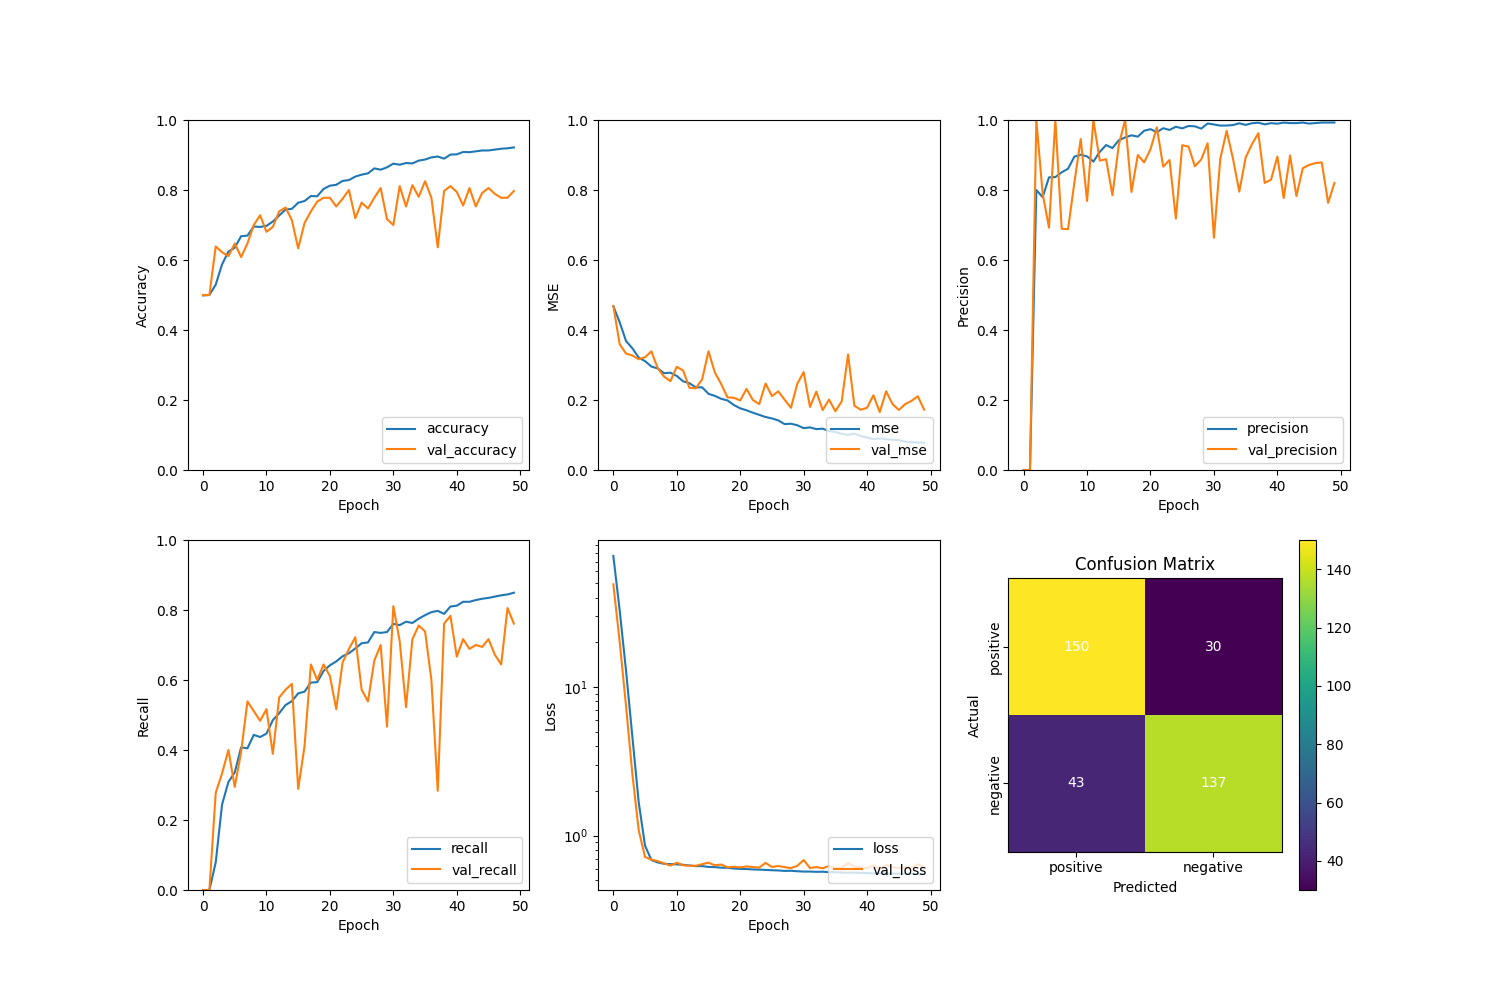 1.0
0.8
0.6
0.4
0.2
0.0
Accuracy
accuracy
val_accuracy
0 10 20 30 40 50
Epoch
1.0
0.8
0.6
0.4
0.2
0.0
MSE
mse
val_mse
0 10 20 30 40 50
Epoch
1.0
0.8
0.6
0.4
0.2
0.0
Precision
precision
val_precision
0 10 20 30 40 50
Epoch
1.0
0.8
0.6
0.4
0.2
0.0
Recall
recall
val_recall
0 10 20 30 40 50
Epoch
10¹
10⁰
Loss
loss
val_loss
0 10 20 30 40 50
Epoch
Confusion Matrix
Actual
positive
negative
150 30
43 137
positive negative
Predicted
140
120
100
80
60
40